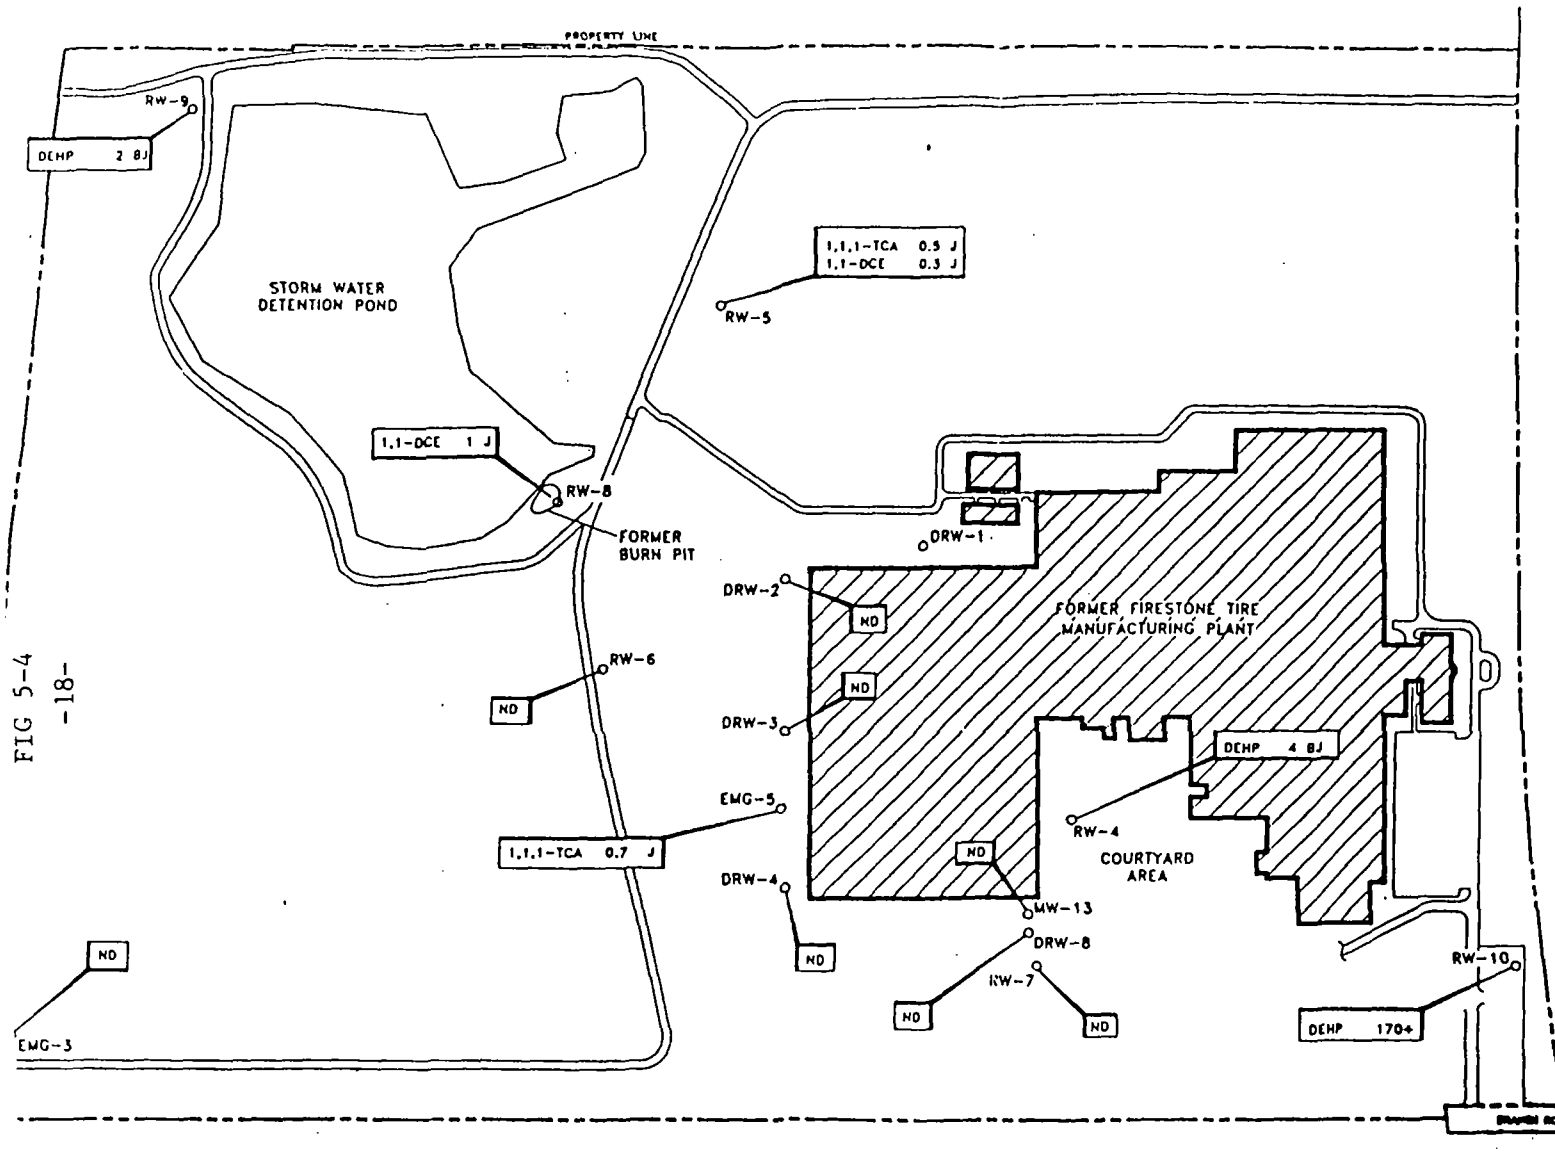 PROPERTY LINE
RW-9
DEHP 2 BJ
1,1,1-TCA 0.5 J
1,1-DCE 0.3 J
RW-5
STORM WATER
DETENTION POND
1,1-DCE 1 J
RW-8
FORMER
BURN PIT
DRW-1
DRW-2
ND
FORMER FIRESTONE TIRE
MANUFACTURING PLANT
RW-6
ND
ND
DRW-3
DEHP 4 BJ
EMG-5
1,1,1-TCA 0.7 J
RW-4
COURTYARD
AREA
ND
DRW-4
MW-13
DRW-8
ND
RW-7
ND
ND
RW-10
DEHP 170+
ND
EMG-3
FIG 5-4
-18-